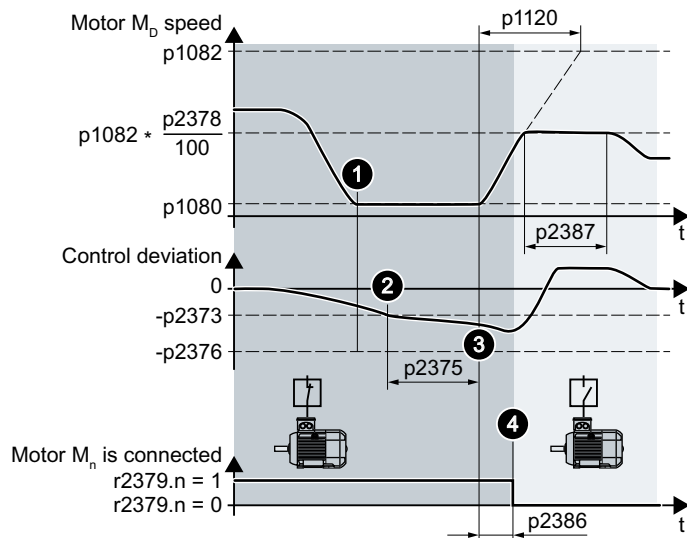 Motor M_D speed
p1120
p1082
p1082 * p2378/100
1
p1080
t
p2387
Control deviation
0
2
t
-p2373
3
-p2376
p2375
4
Motor M_n is connected
r2379.n = 1
r2379.n = 0
t
p2386